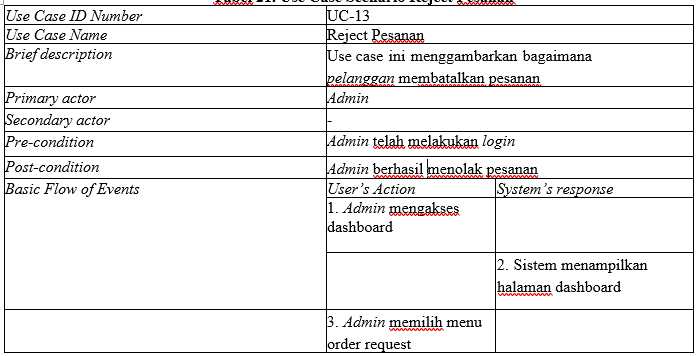 Tabel 21. Use Case Scenario Reject Pesanan
Use Case ID Number UC-13
Use Case Name Reject Pesanan
Brief description Use case ini menggambarkan bagaimana
pelanggan membatalkan pesanan
Primary actor Admin
Secondary actor -
Pre-condition Admin telah melakukan login
Post-condition Admin berhasil menolak pesanan
Basic Flow of Events User's Action System's response
1. Admin mengakses
dashboard
2. Sistem menampilkan
halaman dashboard
3. Admin memilih menu
order request